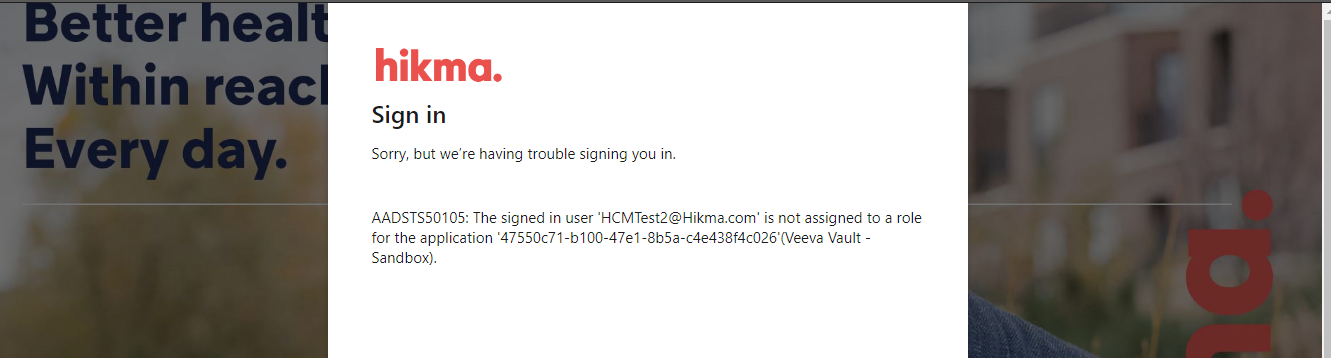 Better healt
Within reach
Every day.
hikma.
Sign in
Sorry, but we're having trouble signing you in.
AADSTS50105: The signed in user 'HCMTest2@Hikma.com' is not assigned to a role
for the application '47550c71-b100-47e1-8b5a-c4e438f4c026'(Veeva Vault -
Sandbox).
na.